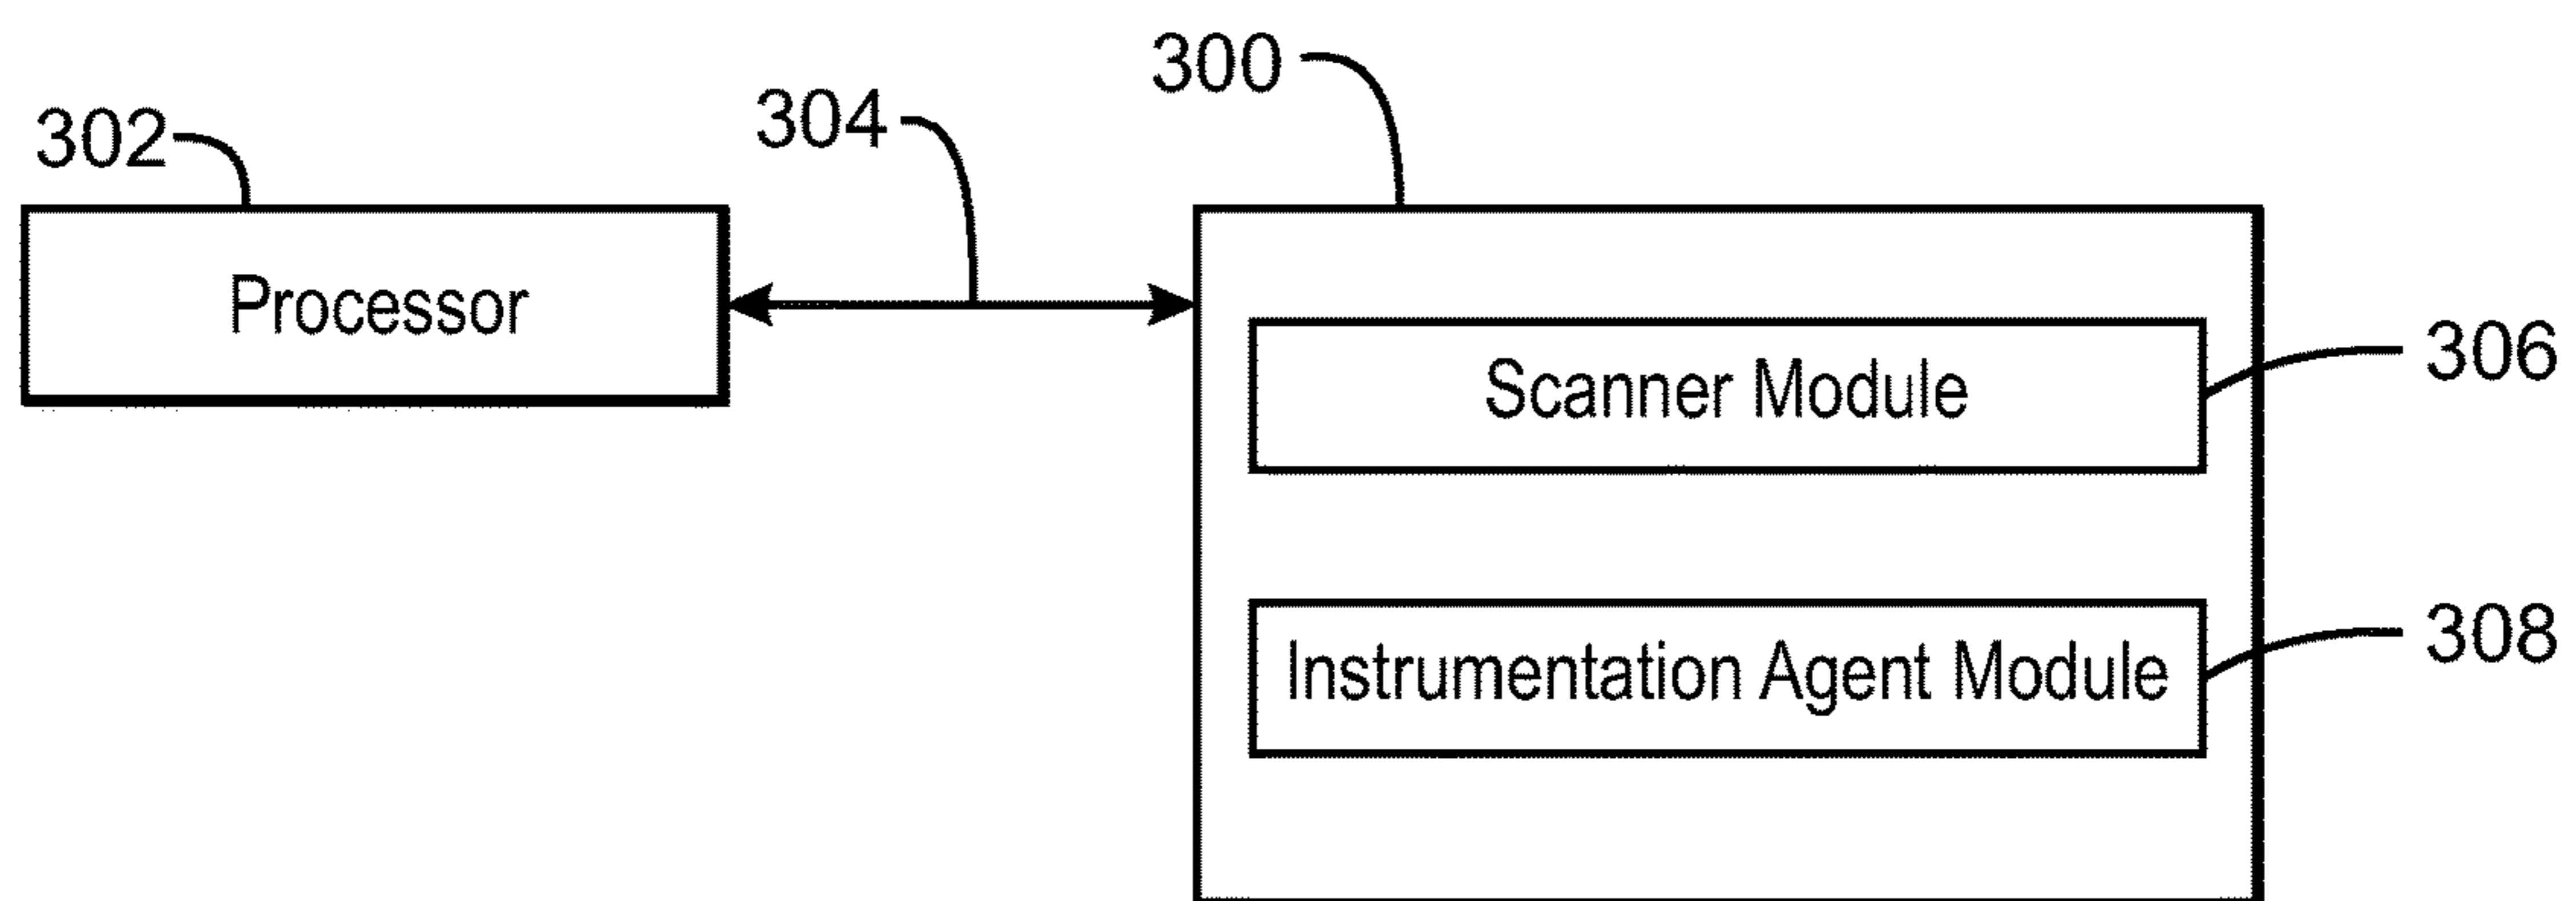 300
304
302
Processor
Scanner Module
306
Instrumentation Agent Module
308